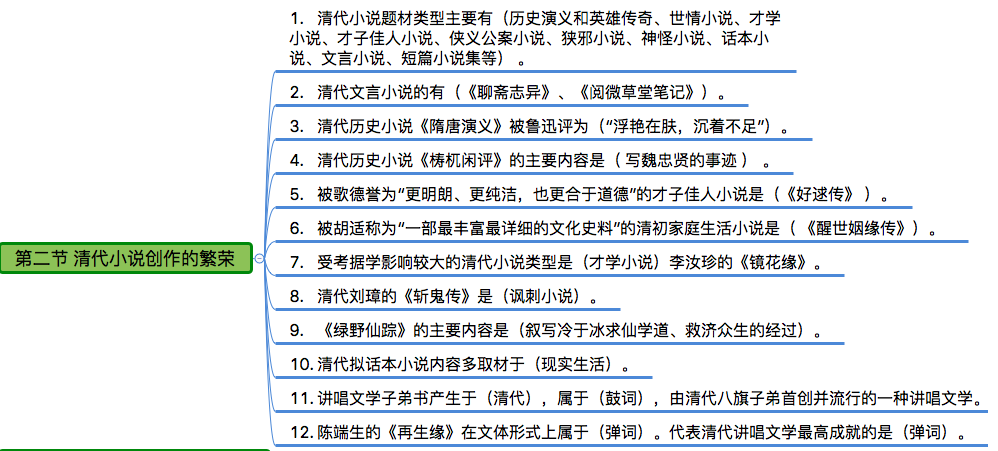 第二节 清代小说创作的繁荣
1. 清代小说题材类型主要有（历史演义和英雄传奇、世情小说、才学
小说、才子佳人小说、侠义公案小说、狭邪小说、神怪小说、话本小
说、文言小说、短篇小说集等） 。
2. 清代文言小说的有（《聊斋志异》、《阅微草堂笔记》）。
3. 清代历史小说《隋唐演义》被鲁迅评为（“浮艳在肤，沉着不足”）。
4. 清代历史小说《梼杌闲评》的主要内容是（ 写魏忠贤的事迹 ） 。
5. 被歌德誉为“更明朗、更纯洁，也更合于道德”的才子佳人小说是（《好逑传》 ）。
6. 被胡适称为“一部最丰富最详细的文化史料”的清初家庭生活小说是（ 《醒世姻缘传》）。
7. 受考据学影响较大的清代小说类型是（才学小说）李汝珍的《镜花缘》。
8. 清代刘璋的《斩鬼传》是（讽刺小说）。
9. 《绿野仙踪》的主要内容是（叙写冷于冰求仙学道、救济众生的经过）。
10. 清代拟话本小说内容多取材于（现实生活）。
11. 讲唱文学子弟书产生于（清代），属于（鼓词），由清代八旗子弟首创并流行的一种讲唱文学。
12. 陈端生的《再生缘》在文体形式上属于（弹词）。代表清代讲唱文学最高成就的是（弹词）。